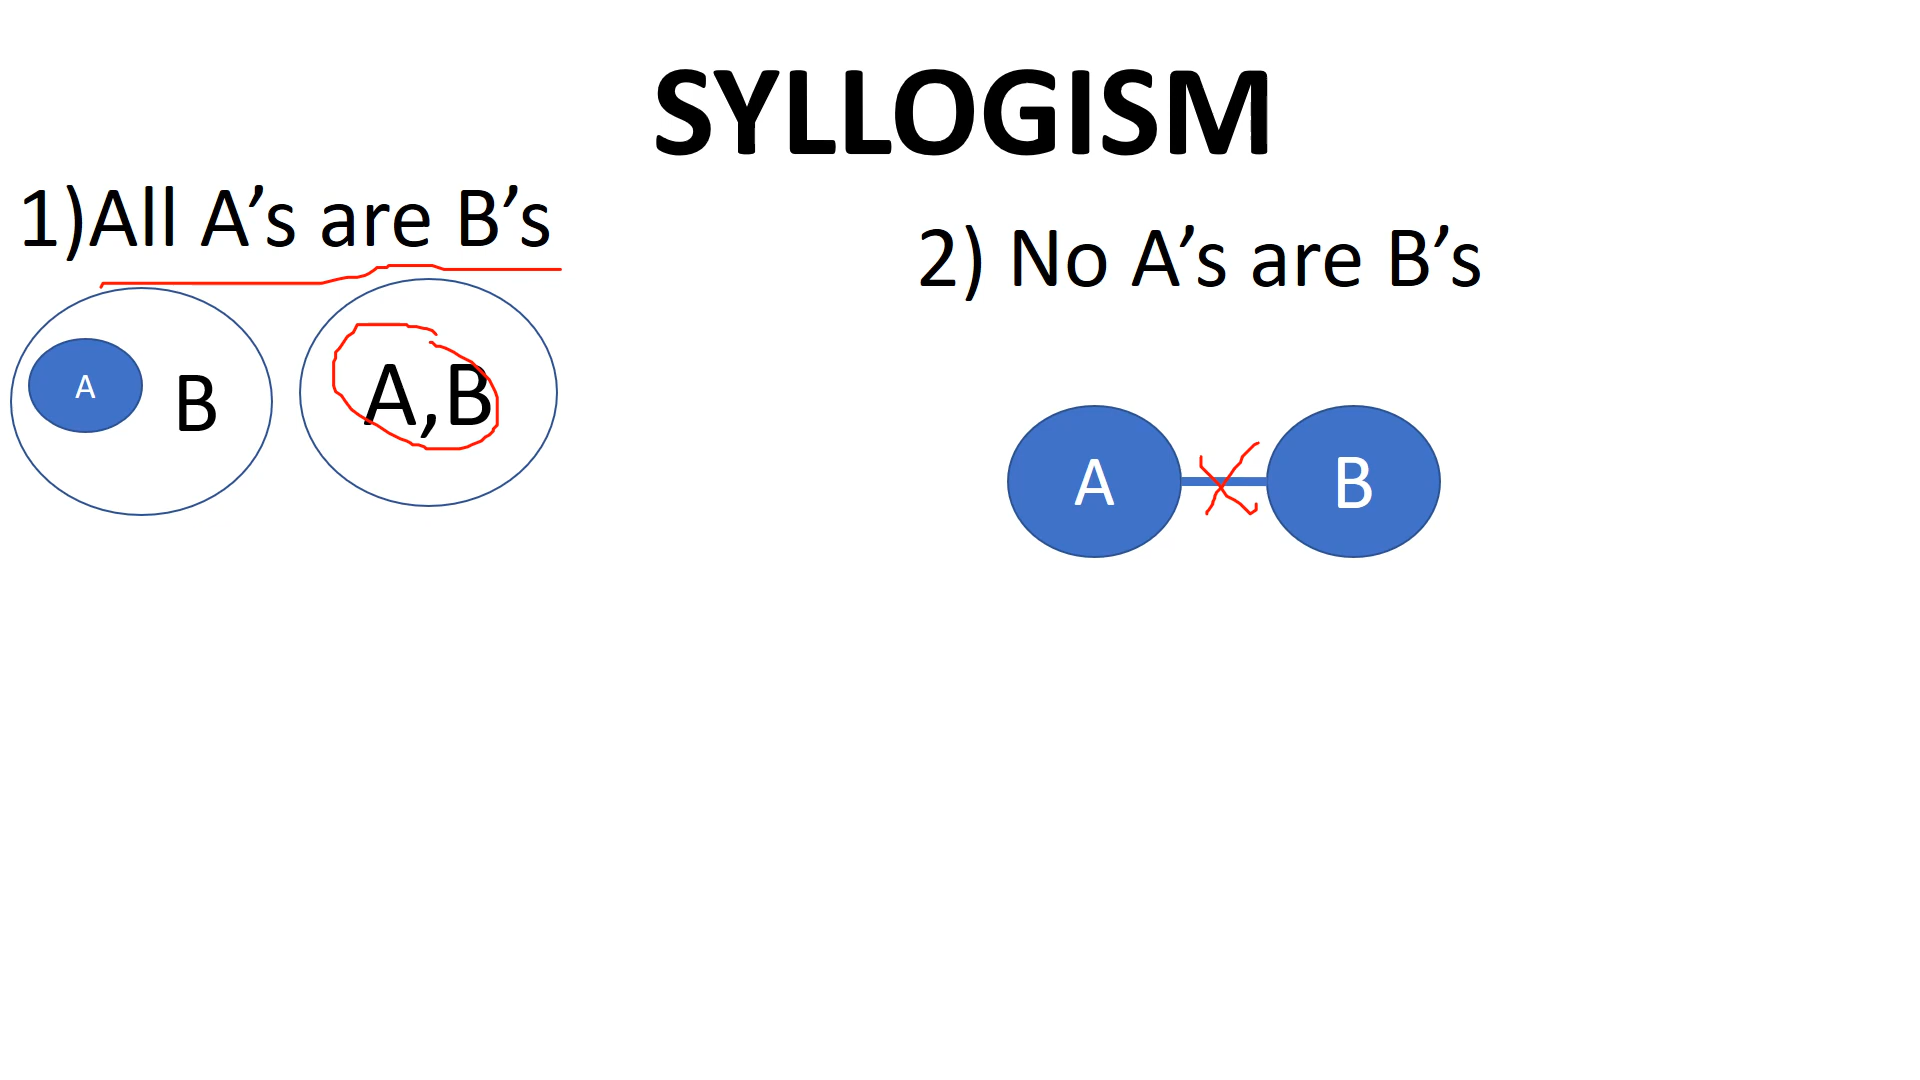 SYLLOGISM
1)All A’s are B’s
2) No A’s are B’s
A
B
A,B
A
B